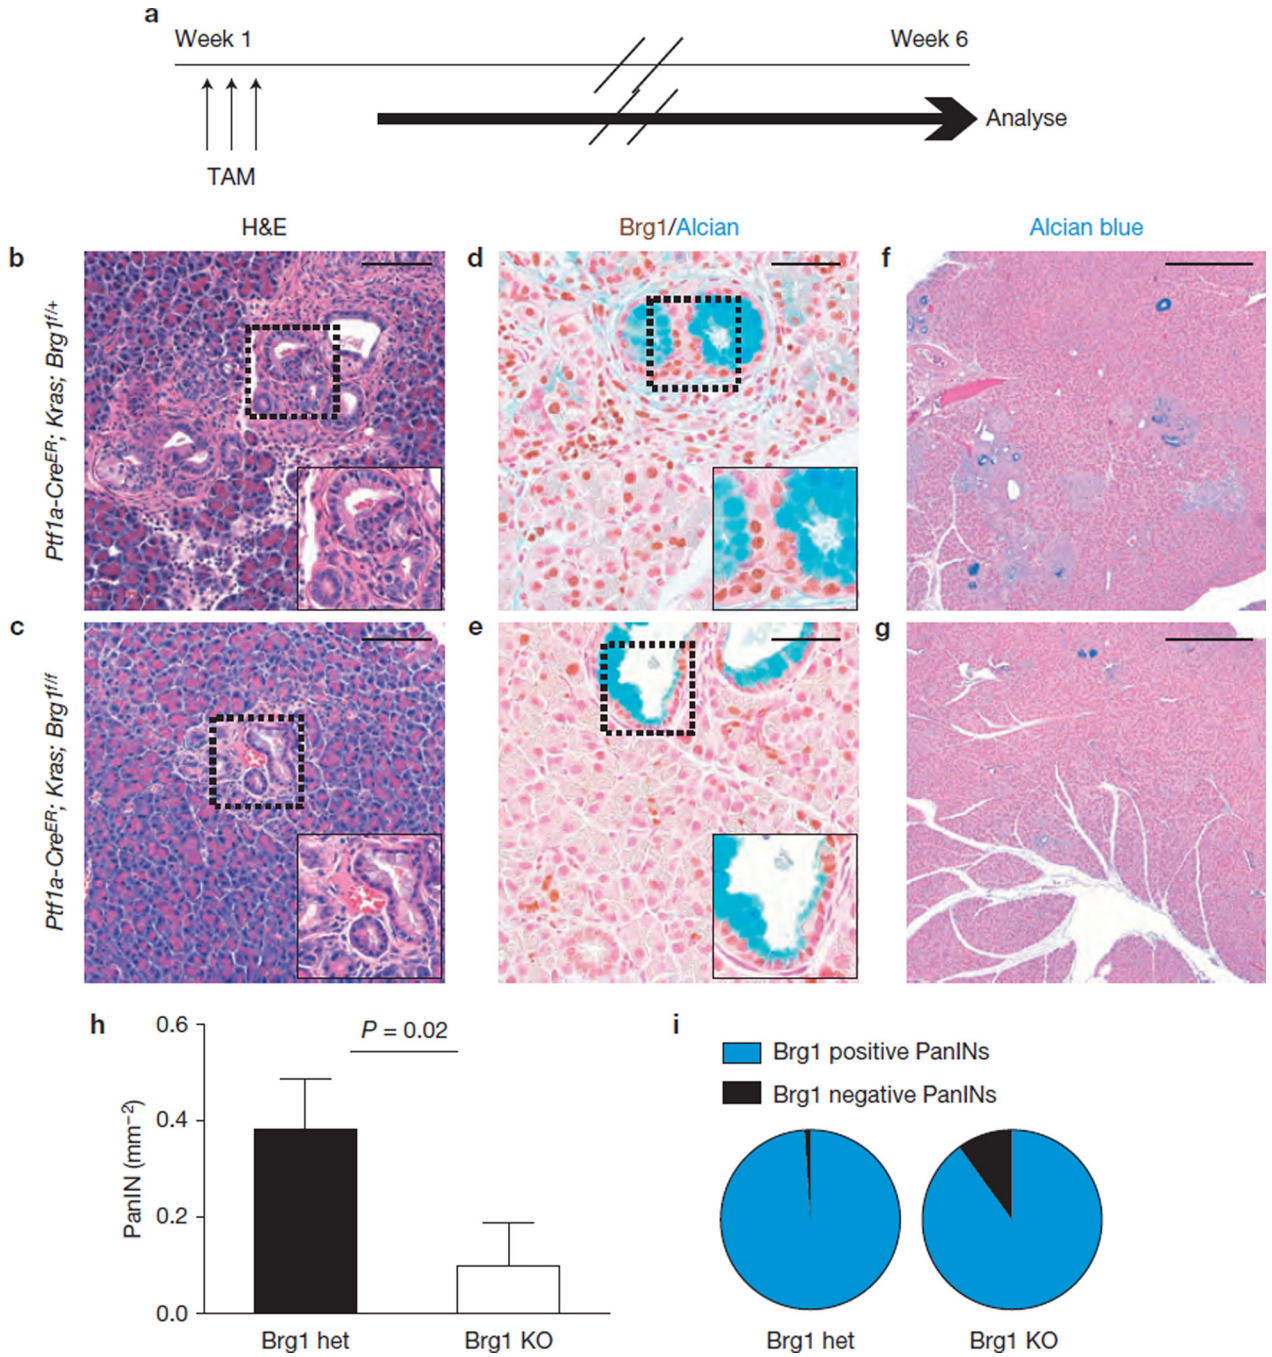 a
Week 1
Week 6
Analyse
TAM
H&E
Brg1/Alcian
Alcian blue
b
d
f
Ptf1a-CreER; Kras; Brg1f/+
c
e
g
Ptf1a-CreER; Kras; Brg1f/f
h
0.6
P = 0.02
0.4
0.2
0.0
PanIN (mm−2)
Brg1 het
Brg1 KO
i
Brg1 positive PanINs
Brg1 negative PanINs
Brg1 het
Brg1 KO